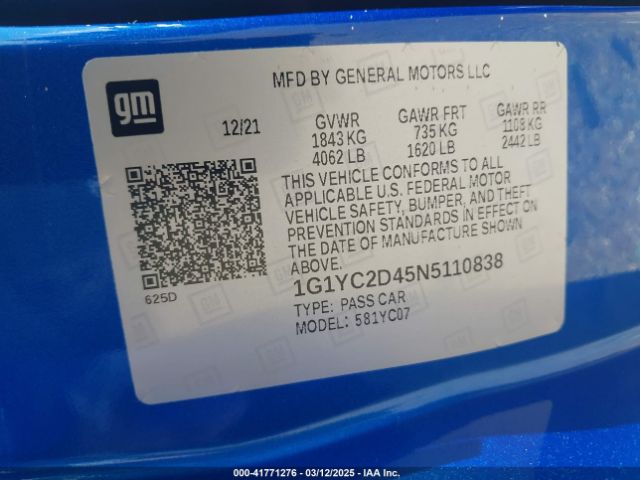 gm
MFD BY GENERAL MOTORS LLC
12/21
GVWR GAWR FRT GAWR RR
1843 KG 735 KG 1108 KG
4062 LB 1620 LB 2442 LB
THIS VEHICLE CONFORMS TO ALL
APPLICABLE U.S. FEDERAL MOTOR
VEHICLE SAFETY, BUMPER, AND THEFT
PREVENTION STANDARDS IN EFFECT ON
THE DATE OF MANUFACTURE SHOWN
ABOVE.
1G1YC2D45N5110838
TYPE: PASS CAR
MODEL: 581YC07
625D
000-41771276 - 03/12/2025 - IAA Inc.